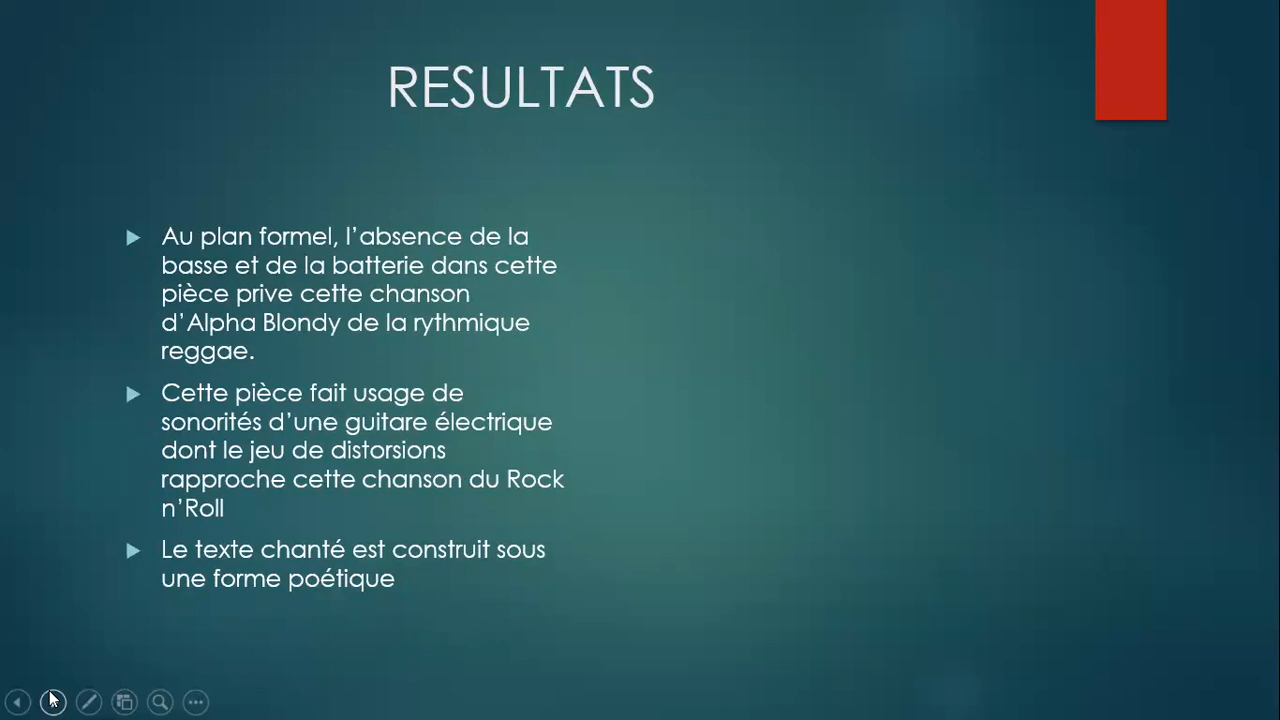 RESULTATS
Au plan formel, l’absence de la
basse et de la batterie dans cette
pièce prive cette chanson
d’Alpha Blondy de la rythmique
reggae.
Cette pièce fait usage de
sonorités d’une guitare électrique
dont le jeu de distorsions
rapproche cette chanson du Rock
n’Roll
Le texte chanté est construit sous
une forme poétique